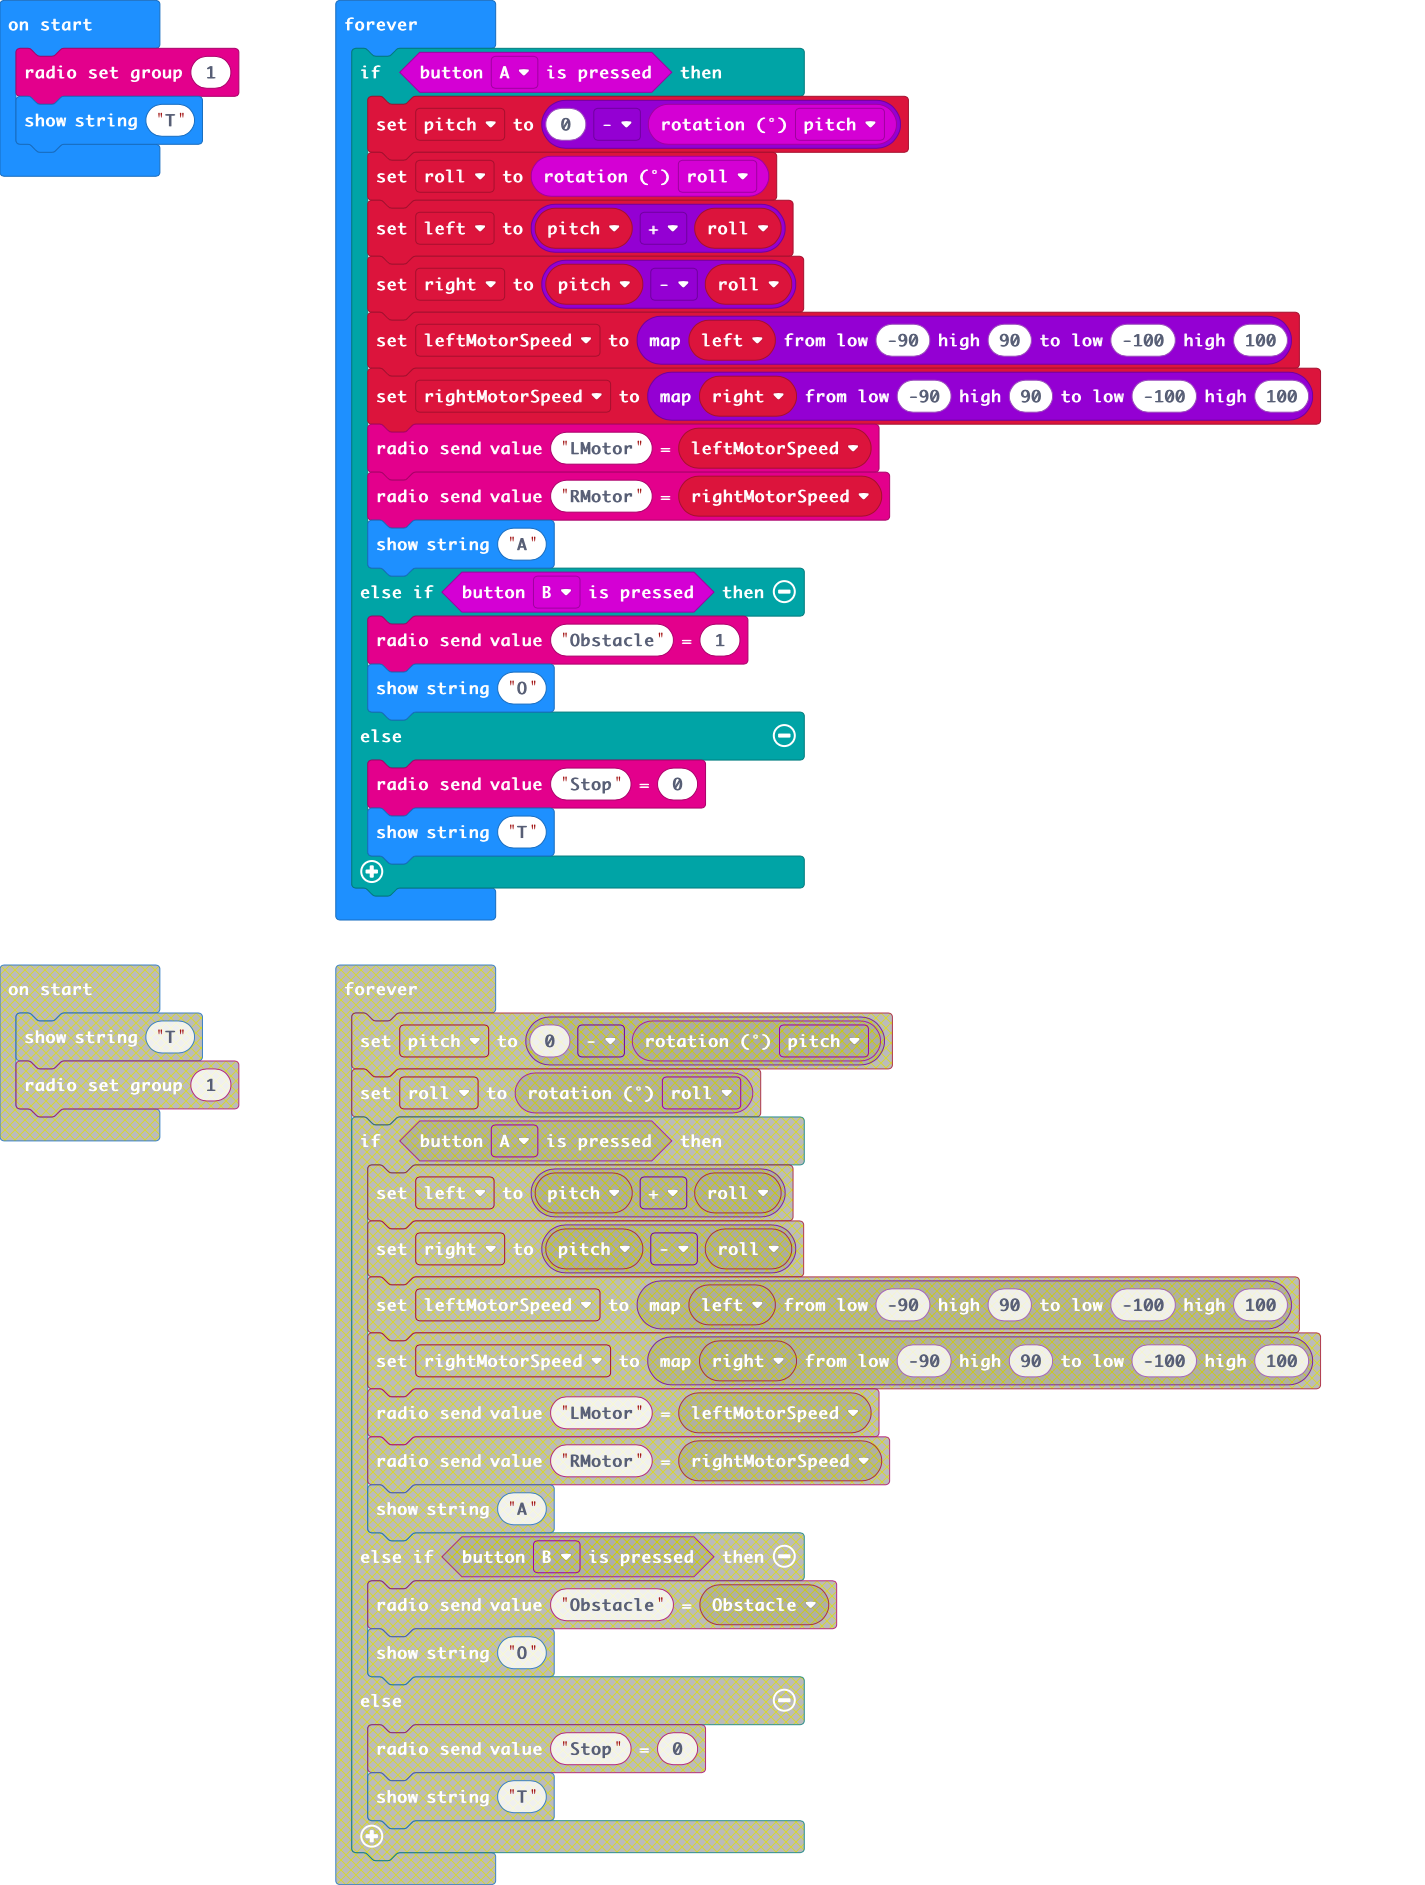 on start
radio set group 1
show string "T"
forever
if button A is pressed then
set pitch to 0 - rotation (°) pitch
set roll to rotation (°) roll
set left to pitch + roll
set right to pitch - roll
set leftMotorSpeed to map left from low -90 high 90 to low -100 high 100
set rightMotorSpeed to map right from low -90 high 90 to low -100 high 100
radio send value "LMotor" = leftMotorSpeed
radio send value "RMotor" = rightMotorSpeed
show string "A"
else if button B is pressed then
radio send value "Obstacle" = 1
show string "O"
else
radio send value "Stop" = 0
show string "T"
on start
show string "T"
radio set group 1
forever
set pitch to 0 - rotation (°) pitch
set roll to rotation (°) roll
if button A is pressed then
set left to pitch + roll
set right to pitch - roll
set leftMotorSpeed to map left from low -90 high 90 to low -100 high 100
set rightMotorSpeed to map right from low -90 high 90 to low -100 high 100
radio send value "LMotor" = leftMotorSpeed
radio send value "RMotor" = rightMotorSpeed
show string "A"
else if button B is pressed then
radio send value "Obstacle" = Obstacle
show string "O"
else
radio send value "Stop" = 0
show string "T"